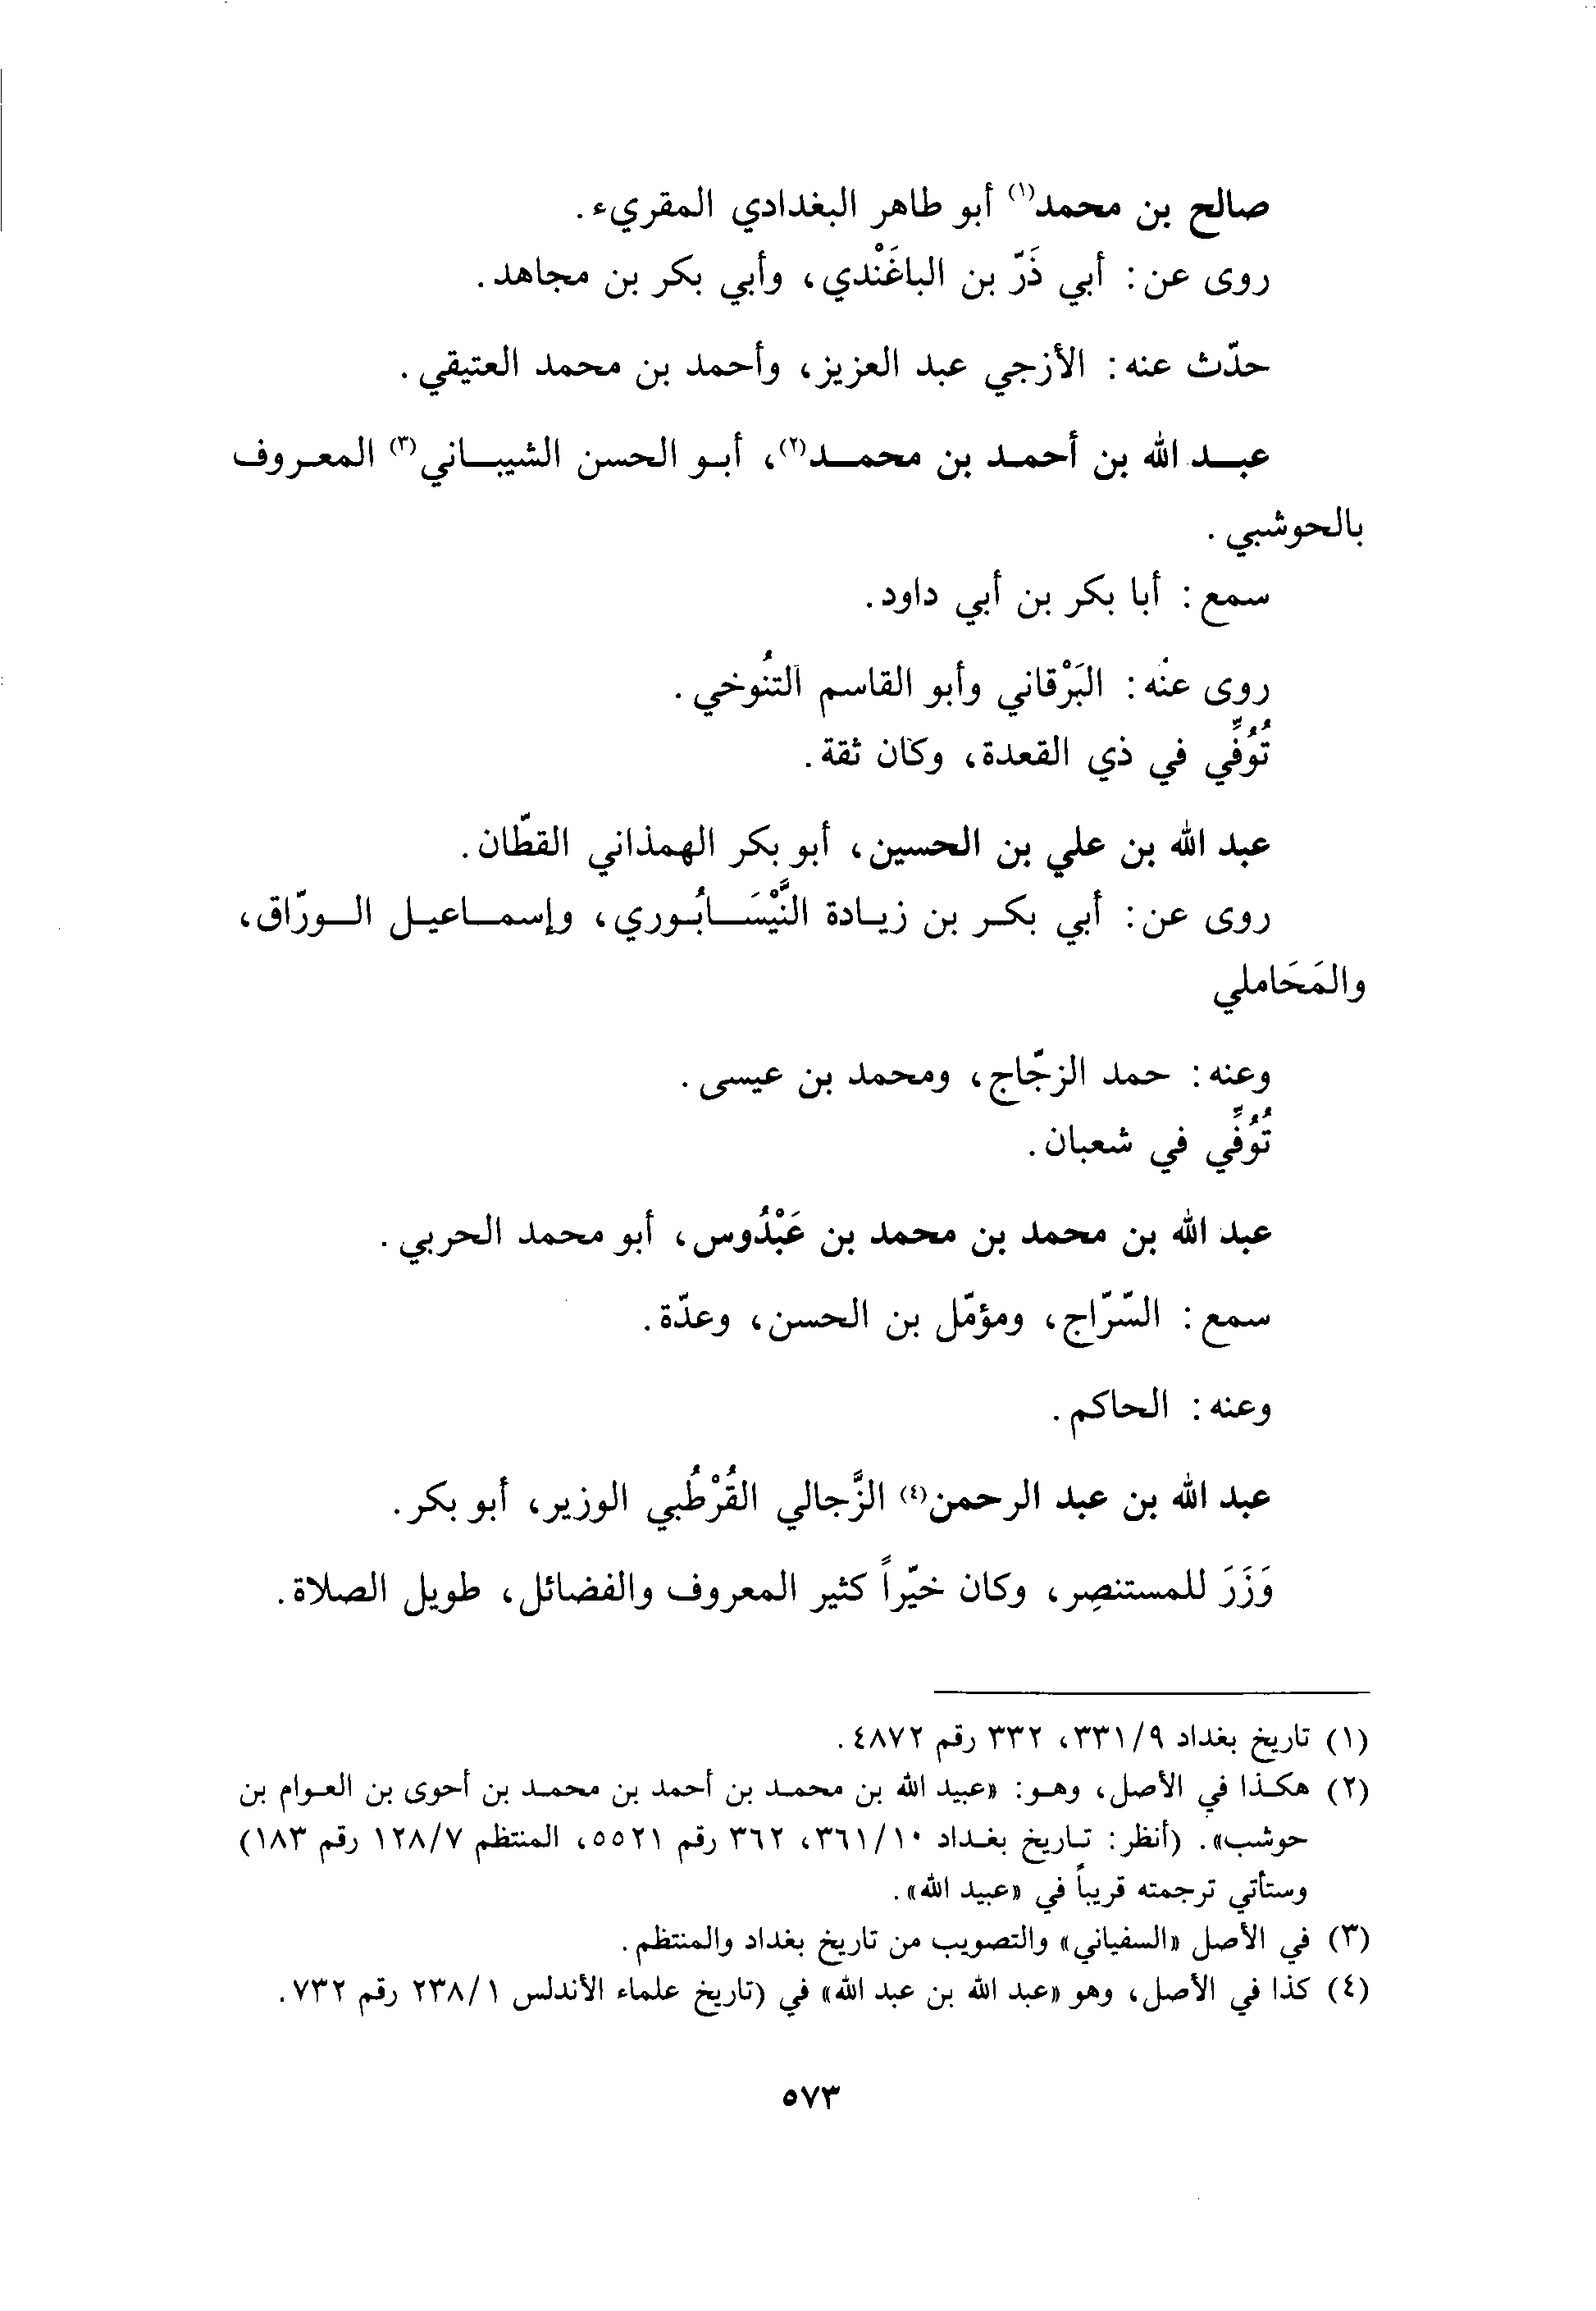 صالح بن محمد(١) أبو طاهر البغدادي المقريء.
روى عن: أبي ذَرّ بن الباغَنْدي، وأبي بكر بن مجاهد.
حدّث عنه: الأزجي عبد العزيز، وأحمد بن محمد العتيقي.
عبد الله بن أحمد بن محمد(٢)، أبو الحسن الشيباني(٣) المعروف
بالحوشبي.
سمع: أبا بكر بن أبي داود.
روى عنه: البَرْقاني وأبو القاسم التنُوخي.
تُوُفِّي في ذي القعدة، وكان ثقة.
عبد الله بن علي بن الحسين، أبو بكر الهمذاني القطّان.
روى عن: أبي بكر بن زيادة النَّيْسَابُوري، وإسماعيل الورّاق،
والمَحَاملي
وعنه: حمد الزجّاج، ومحمد بن عيسى.
تُوُفِّي في شعبان.
عبد الله بن محمد بن محمد بن عَبْدُوس، أبو محمد الحربي.
سمع: السّرّاج، ومؤمّل بن الحسن، وعدّة.
وعنه: الحاكم.
عبد الله بن عبد الرحمن(٤) الزَّجالي القُرْطُبي الوزير، أبو بكر.
وَزَرَ للمستنصِر، وكان خيّراً كثير المعروف والفضائل، طويل الصلاة.
(١) تاريخ بغداد ٩/ ٣٣١، ٣٣٢ رقم ٤٨٧٢.
(٢) هكذا في الأصل، وهو: «عبيد الله بن محمد بن أحمد بن محمد بن أحوى بن العوام بن
حوشب». (أنظر: تاريخ بغداد ١٠/ ٣٦١، ٣٦٢ رقم ٥٥٢١، المنتظم ٧/ ١٢٨ رقم ١٨٣)
وستأتي ترجمته قريباً في «عبيد الله».
(٣) في الأصل «السفياني» والتصويب من تاريخ بغداد والمنتظم.
(٤) كذا في الأصل، وهو «عبد الله بن عبد الله» في (تاريخ علماء الأندلس ١/ ٢٣٨ رقم ٧٣٢.
٥٧٣